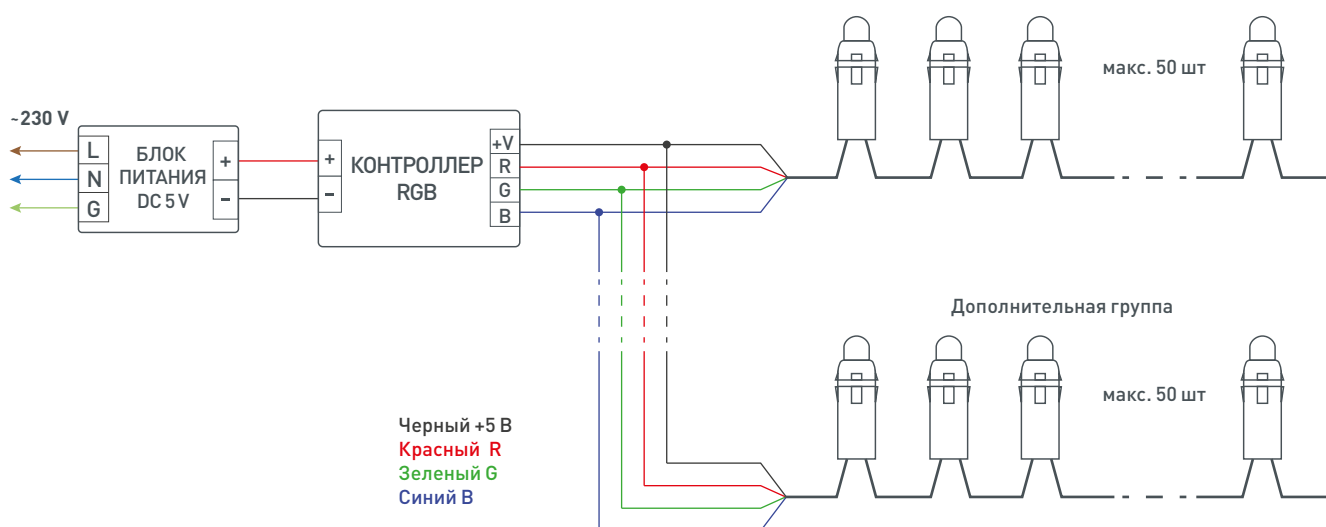 ~230 V
L
N
G
БЛОК
ПИТАНИЯ
DC 5 V
+
−
+
−
КОНТРОЛЛЕР
RGB
+V
R
G
B
макс. 50 шт
Дополнительная группа
макс. 50 шт
Черный +5 В
Красный R
Зеленый G
Синий B